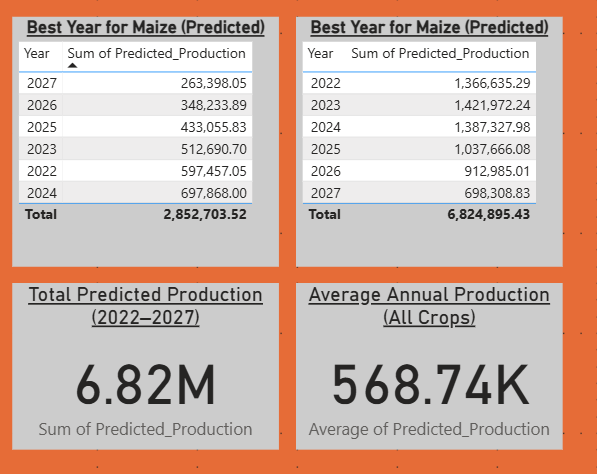 Best Year for Maize (Predicted)
Year Sum of Predicted_Production
2027 263,398.05
2026 348,233.89
2025 433,055.83
2023 512,690.70
2022 597,457.05
2024 697,868.00
Total 2,852,703.52
Best Year for Maize (Predicted)
Year Sum of Predicted_Production
2022 1,366,635.29
2023 1,421,972.24
2024 1,387,327.98
2025 1,037,666.08
2026 912,985.01
2027 698,308.83
Total 6,824,895.43
Total Predicted Production
(2022–2027)
6.82M
Sum of Predicted_Production
Average Annual Production
(All Crops)
568.74K
Average of Predicted_Production